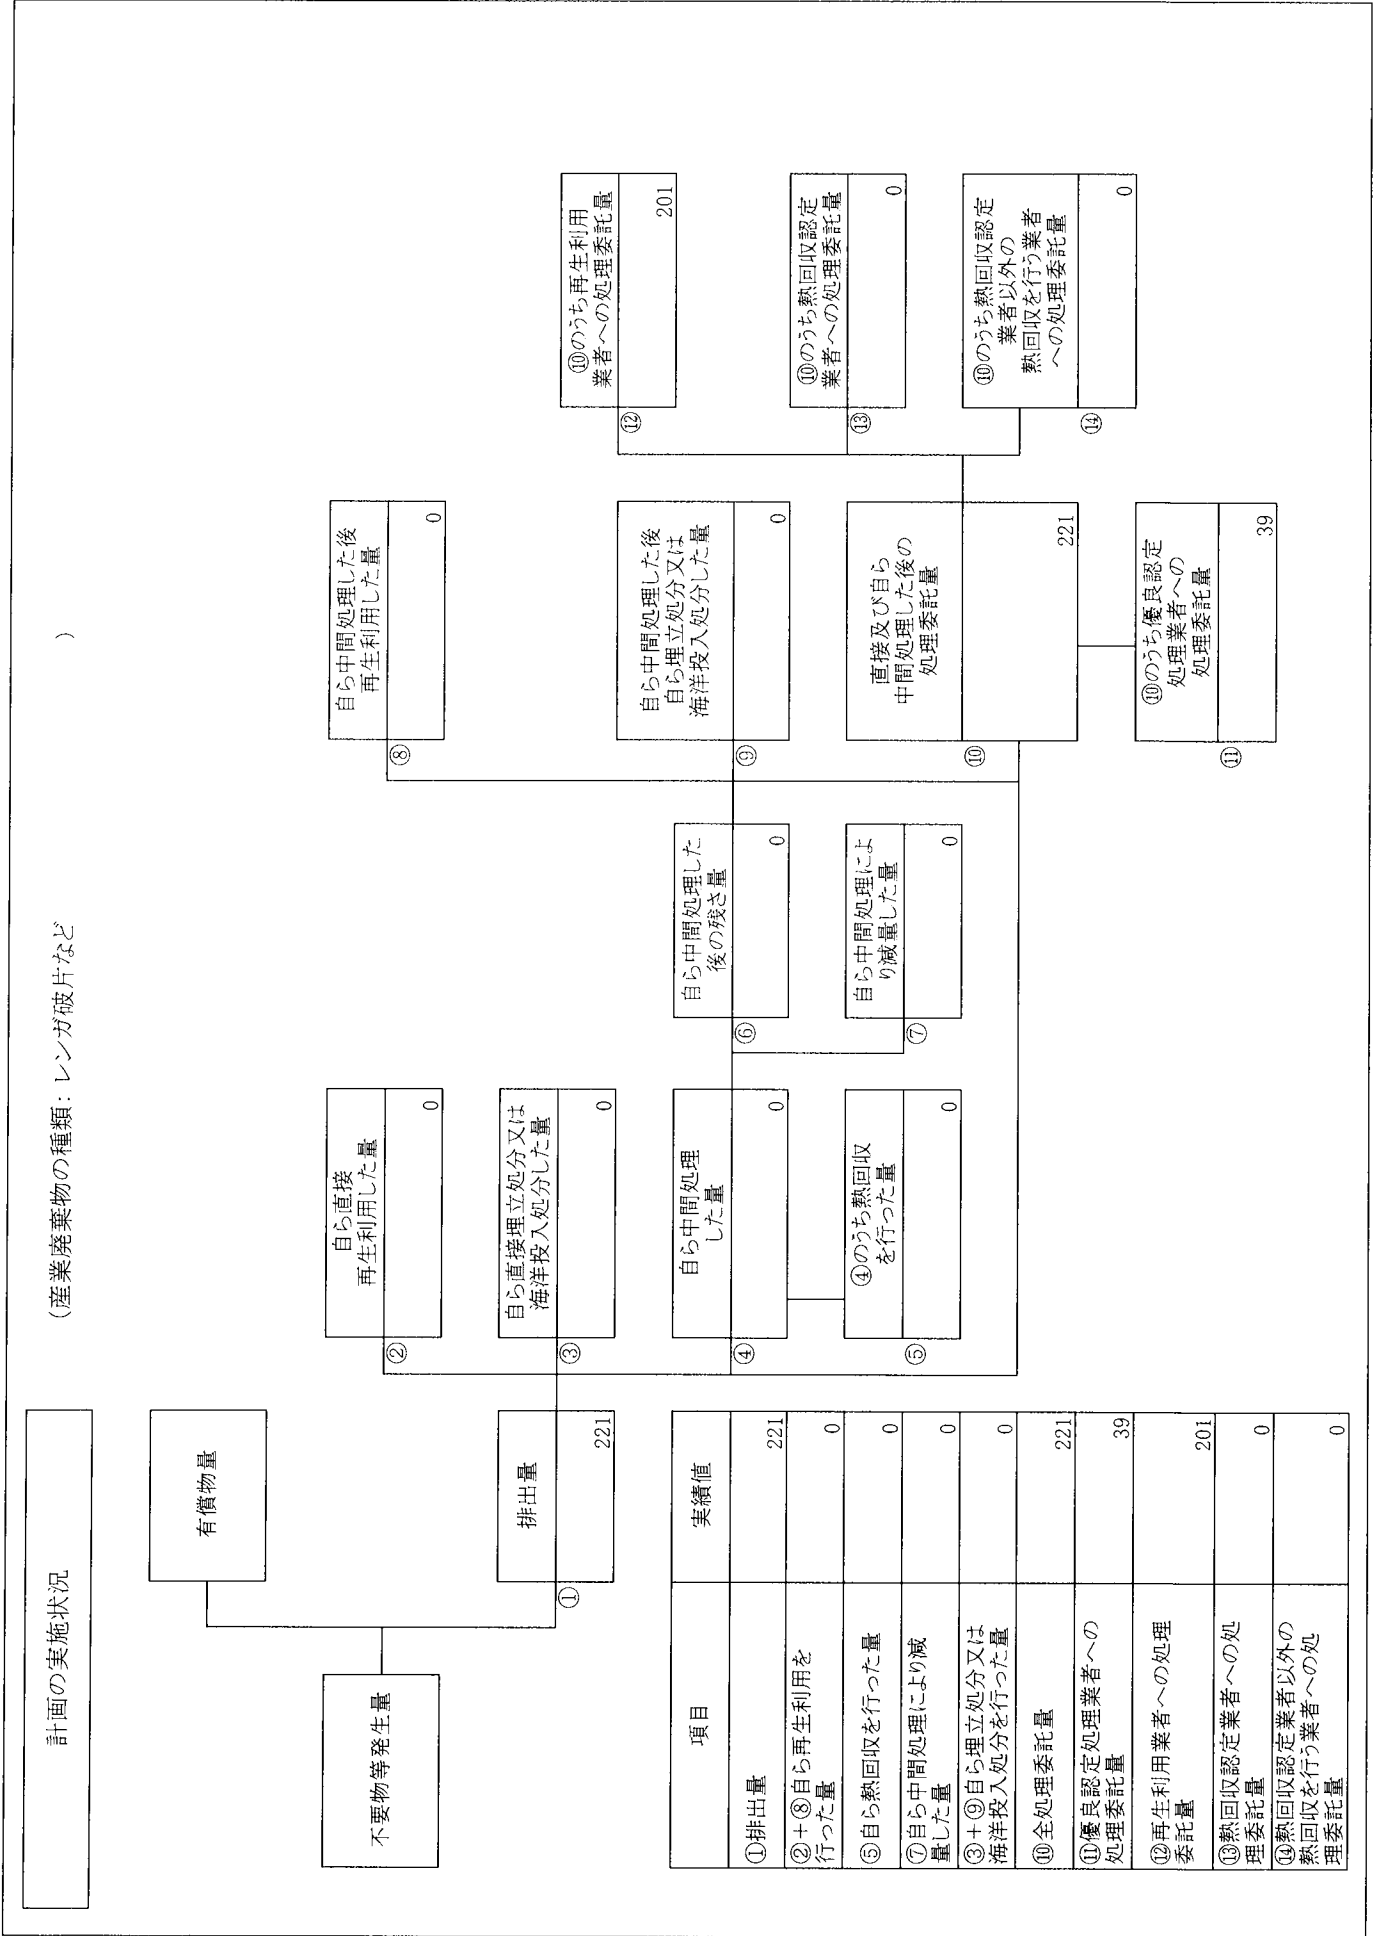 計画の実施状況
(産業廃棄物の種類：レンガ破片など
)
不要物等発生量
有償物量
排出量
①
221
自ら直接
再生利用した量
②
0
自ら直接埋立処分又は
海洋投入処分した量
③
0
自ら中間処理
した量
④
0
④のうち熱回収
を行った量
⑤
0
自ら中間処理した
後の残さ量
⑥
0
自ら中間処理によ
り減量した量
⑦
0
自ら中間処理した後
再生利用した量
⑧
0
自ら中間処理した後
自ら埋立処分又は
海洋投入処分した量
⑨
0
直接及び自ら
中間処理した後の
処理委託量
⑩
221
⑩のうち優良認定
処理業者への
処理委託量
⑪
39
⑩のうち再生利用
業者への処理委託量
⑫
201
⑩のうち熱回収認定
業者への処理委託量
⑬
0
⑩のうち熱回収認定
業者以外の
熱回収を行う業者
への処理委託量
⑭
0
項目
実績値
①排出量
221
②＋⑧自ら再生利用を
行った量
0
⑤自ら熱回収を行った量
0
⑦自ら中間処理により減
量した量
0
③＋⑨自ら埋立処分又は
海洋投入処分を行った量
0
⑩全処理委託量
221
⑪優良認定処理業者への
処理委託量
39
⑫再生利用業者への処理
委託量
201
⑬熱回収認定業者への処
理委託量
0
⑭熱回収認定業者以外の
熱回収を行う業者への処
理委託量
0